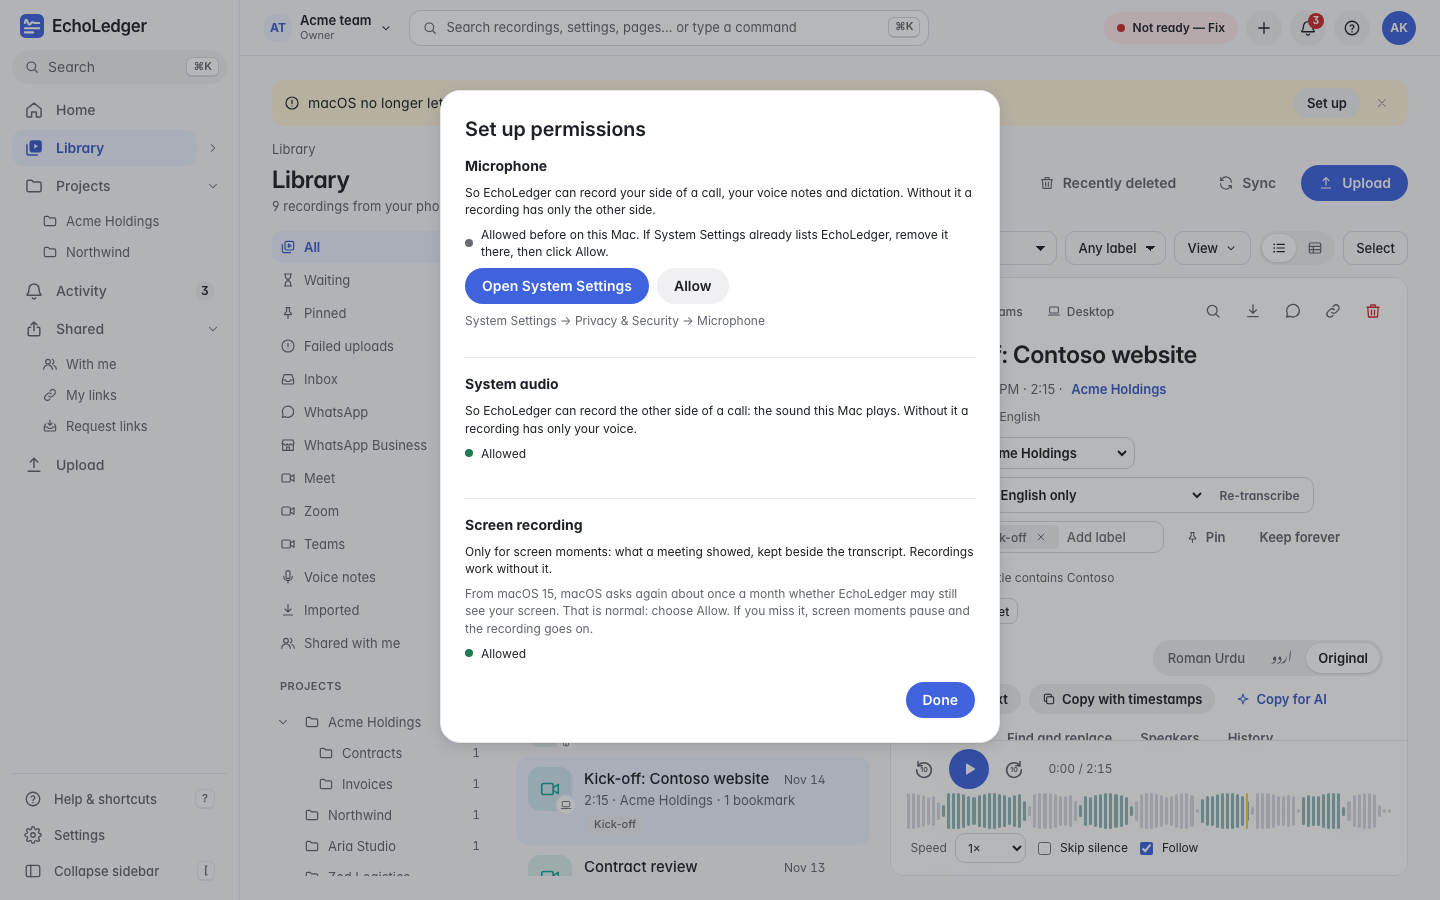 EchoLedger
Search ⌘K
Home
Library
Projects
Acme Holdings
Northwind
Activity 3
Shared
With me
My links
Request links
Upload
Help & shortcuts ?
Settings
Collapse sidebar [
AT Acme team
Owner
Search recordings, settings, pages... or type a command ⌘K
Not ready — Fix
3
AK
macOS no longer let
Set up
Library
Library
9 recordings from your pho
Recently deleted
Sync
Upload
All
Waiting
Pinned
Failed uploads
Inbox
WhatsApp
WhatsApp Business
Meet
Zoom
Teams
Voice notes
Imported
Shared with me
PROJECTS
Acme Holdings
Contracts 1
Invoices 1
Northwind 1
Aria Studio 1
Any label
View
Select
Set up permissions
Microphone
So EchoLedger can record your side of a call, your voice notes and dictation. Without it a
recording has only the other side.
Allowed before on this Mac. If System Settings already lists EchoLedger, remove it
there, then click Allow.
Open System Settings
Allow
System Settings → Privacy & Security → Microphone
System audio
So EchoLedger can record the other side of a call: the sound this Mac plays. Without it a
recording has only your voice.
Allowed
Screen recording
Only for screen moments: what a meeting showed, kept beside the transcript. Recordings
work without it.
From macOS 15, macOS asks again about once a month whether EchoLedger may still
see your screen. That is normal: choose Allow. If you miss it, screen moments pause and
the recording goes on.
Allowed
Done
Kick-off: Contoso website Nov 14
2:15 · Acme Holdings · 1 bookmark
Kick-off
Contract review Nov 13
ams
Desktop
f: Contoso website
PM · 2:15 · Acme Holdings
English
me Holdings
English only
Re-transcribe
k-off ×
Add label
Pin
Keep forever
tle contains Contoso
et
Roman Urdu
اردو
Original
xt
Copy with timestamps
Copy for AI
Find and replace
Speakers
History
10
10
0:00 / 2:15
Speed 1×
Skip silence
Follow